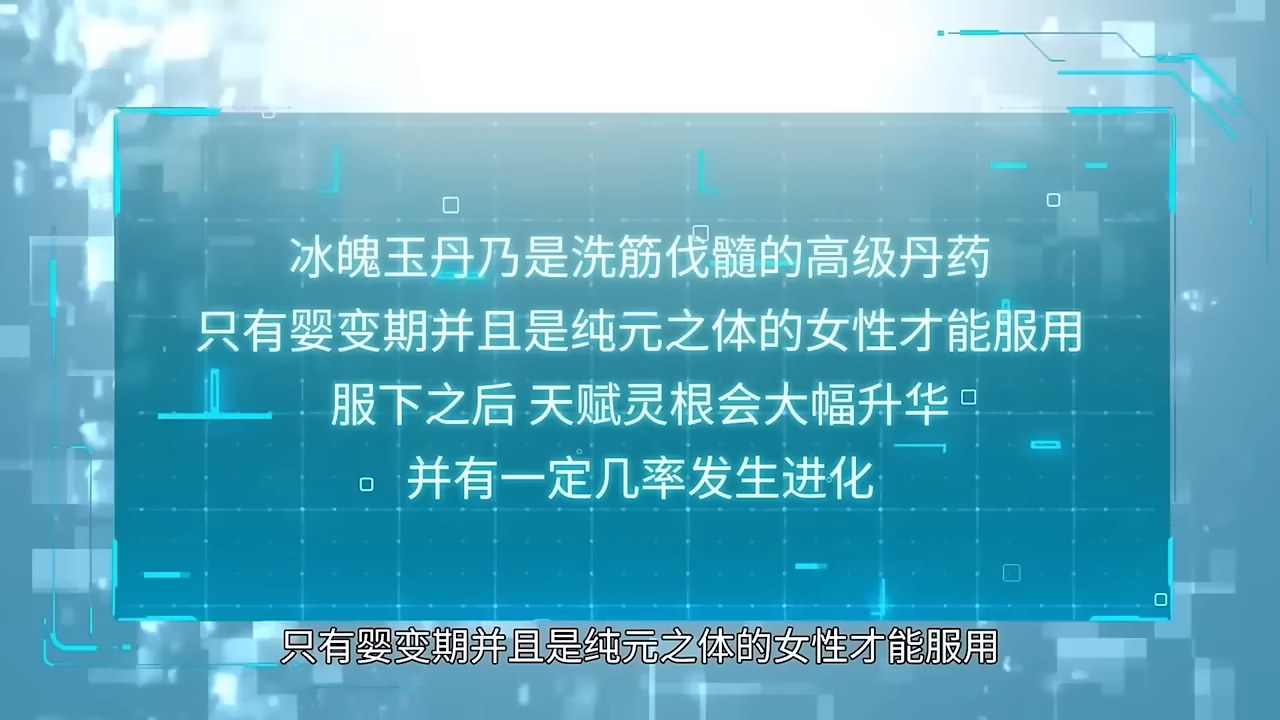 冰魄玉丹乃是洗筋伐髓的高级丹药
只有婴变期并且是纯元之体的女性才能服用
服下之后 天赋灵根会大幅升华
并有一定几率发生进化
只有婴变期并且是纯元之体的女性才能服用